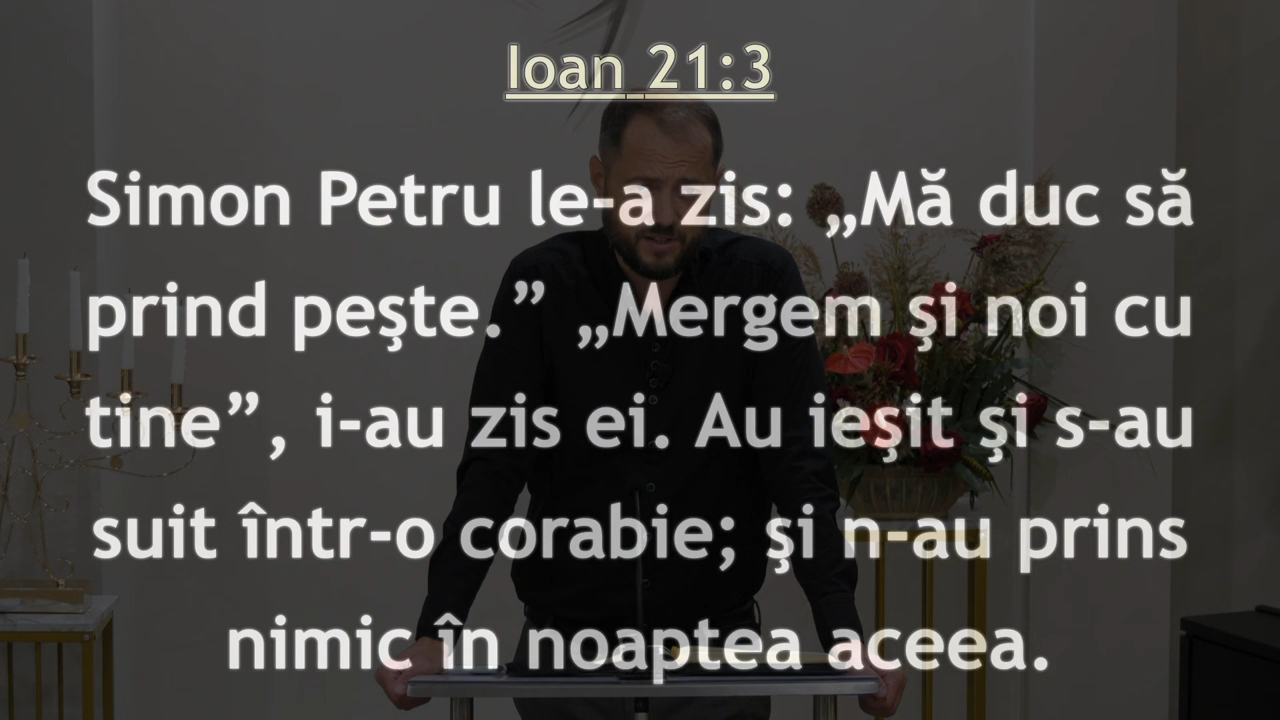 Ioan 21:3
Simon Petru le-a zis: „Mă duc să
prind peşte.” „Mergem şi noi cu
tine”, i-au zis ei. Au ieşit şi s-au
suit într-o corabie; şi n-au prins
nimic în noaptea aceea.